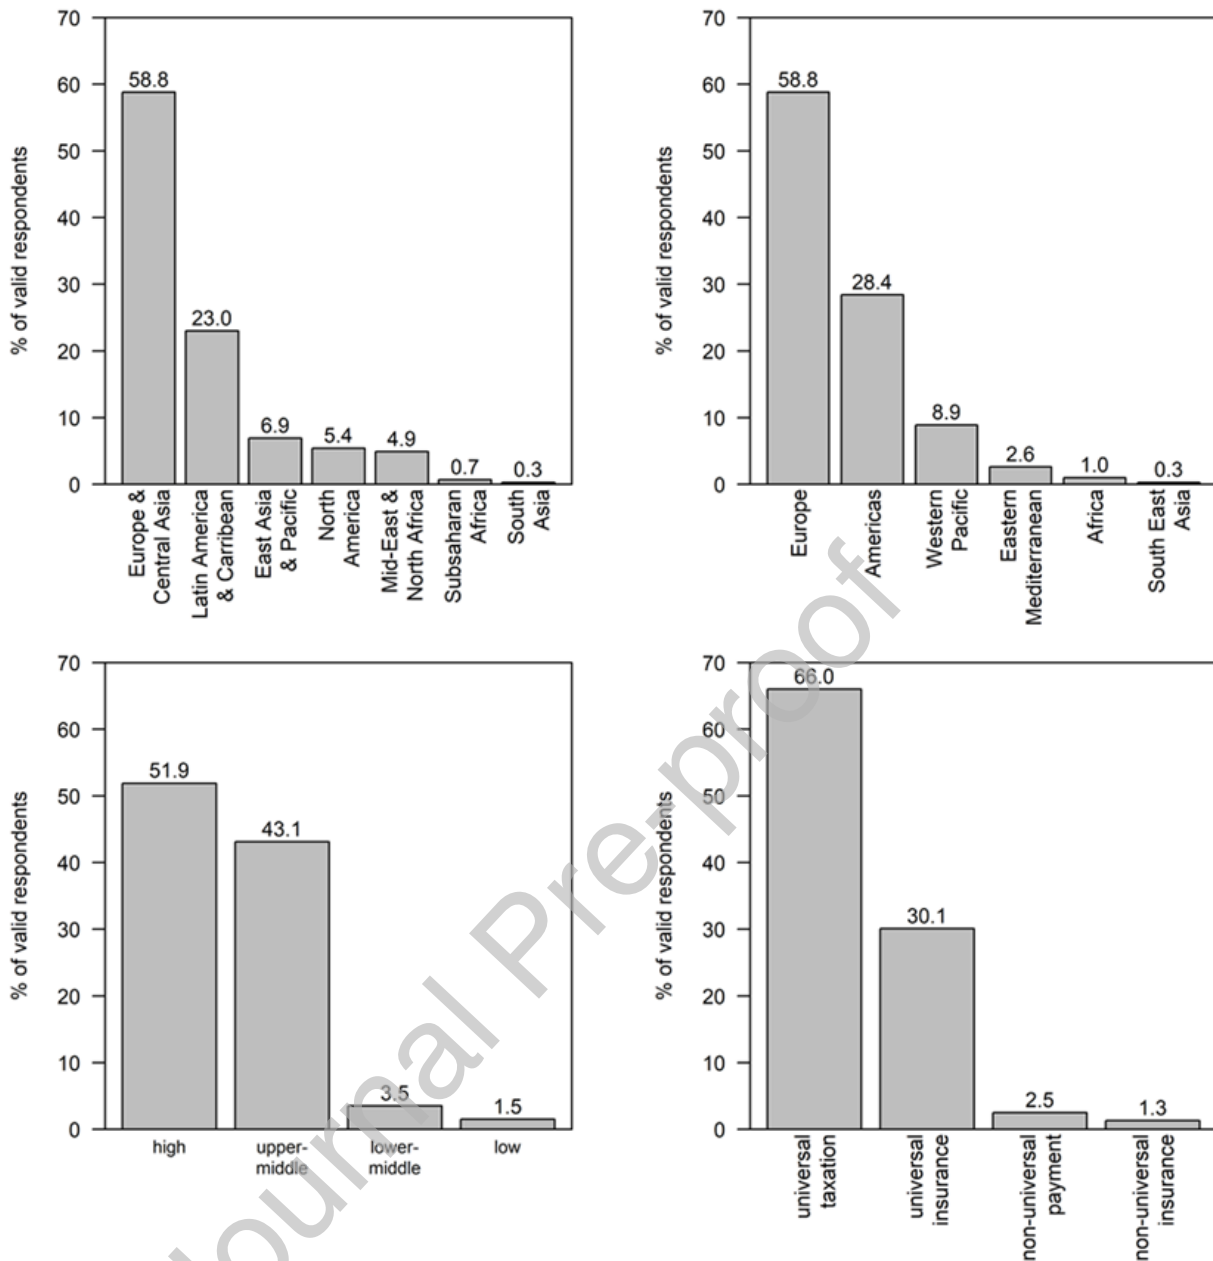 70
60
50
40
30
20
10
0
% of valid respondents
58.8
23.0
6.9
5.4
4.9
0.7
0.3
Europe &
Central Asia
Latin America
& Carribean
East Asia
& Pacific
North
America
Mid-East &
North Africa
Subsaharan
Africa
South
Asia
70
60
50
40
30
20
10
0
% of valid respondents
58.8
28.4
8.9
2.6
1.0
0.3
Europe
Americas
Western
Pacific
Eastern
Mediterranean
Africa
South East
Asia
70
60
50
40
30
20
10
0
% of valid respondents
51.9
43.1
3.5
1.5
high
upper-
middle
lower-
middle
low
70
60
50
40
30
20
10
0
% of valid respondents
66.0
30.1
2.5
1.3
universal
taxation
universal
insurance
non-universal
payment
non-universal
insurance
Journal Pre-proof